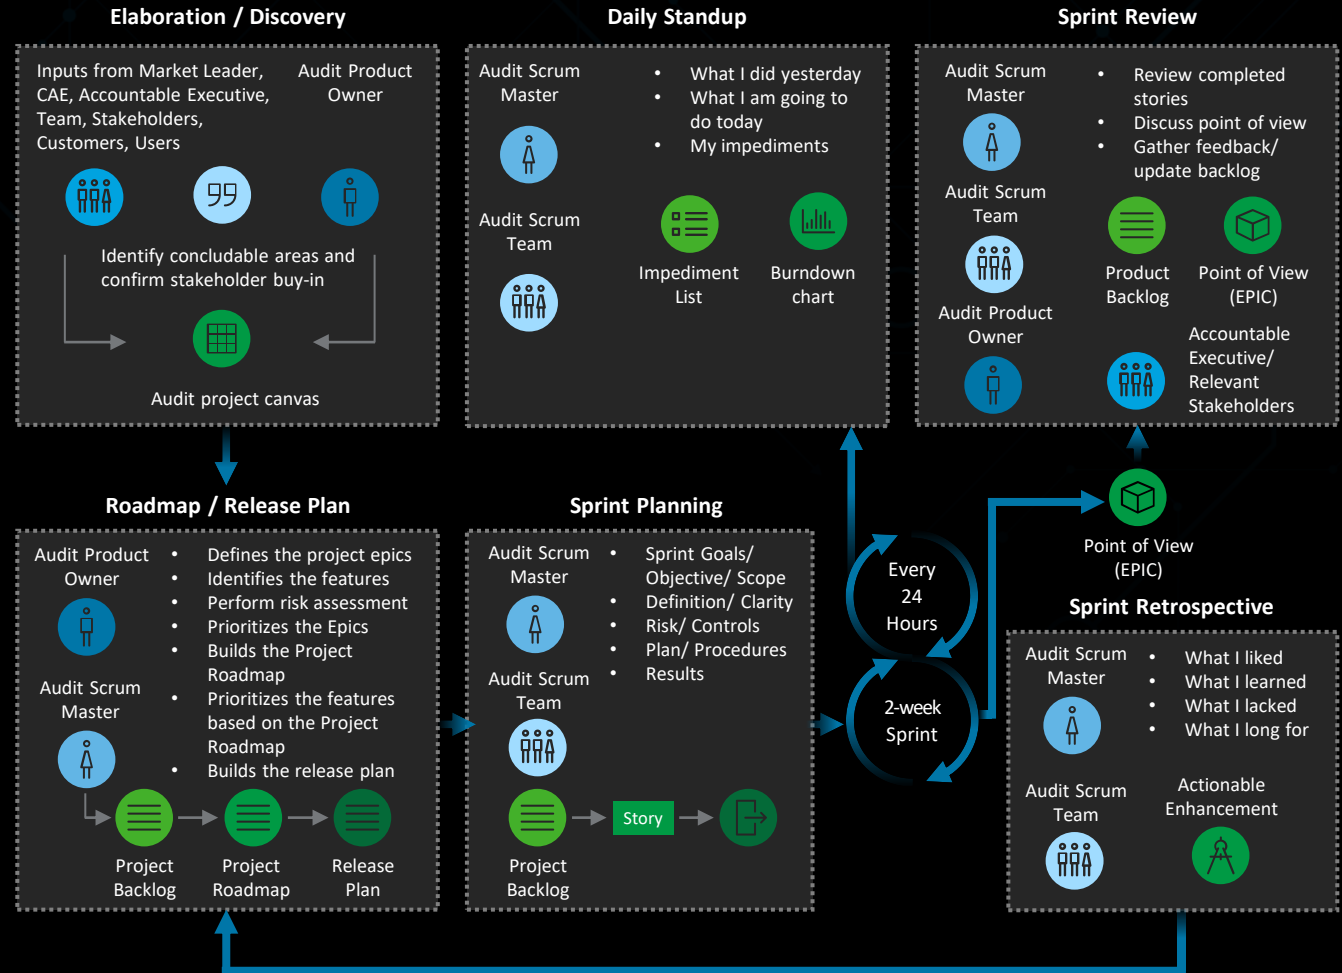 Elaboration / Discovery
Inputs from Market Leader,
CAE, Accountable Executive,
Team, Stakeholders,
Customers, Users
Audit Product
Owner
Identify concludable areas and
confirm stakeholder buy-in
Audit project canvas
Daily Standup
Audit Scrum
Master
• What I did yesterday
• What I am going to
do today
• My impediments
Audit Scrum
Team
Impediment
List
Burndown
chart
Sprint Review
Audit Scrum
Master
• Review completed
stories
• Discuss point of view
• Gather feedback/
update backlog
Audit Scrum
Team
Product
Backlog
Point of View
(EPIC)
Audit Product
Owner
Accountable
Executive/
Relevant
Stakeholders
Roadmap / Release Plan
Audit Product
Owner
• Defines the project epics
• Identifies the features
• Perform risk assessment
• Prioritizes the Epics
• Builds the Project
Roadmap
• Prioritizes the features
based on the Project
Roadmap
• Builds the release plan
Audit Scrum
Master
Project
Backlog
Project
Roadmap
Release
Plan
Sprint Planning
Audit Scrum
Master
• Sprint Goals/
Objective/ Scope
• Definition/ Clarity
• Risk/ Controls
• Plan/ Procedures
• Results
Audit Scrum
Team
Story
Project
Backlog
Every
24
Hours
2-week
Sprint
Point of View
(EPIC)
Sprint Retrospective
Audit Scrum
Master
• What I liked
• What I learned
• What I lacked
• What I long for
Audit Scrum
Team
Actionable
Enhancement